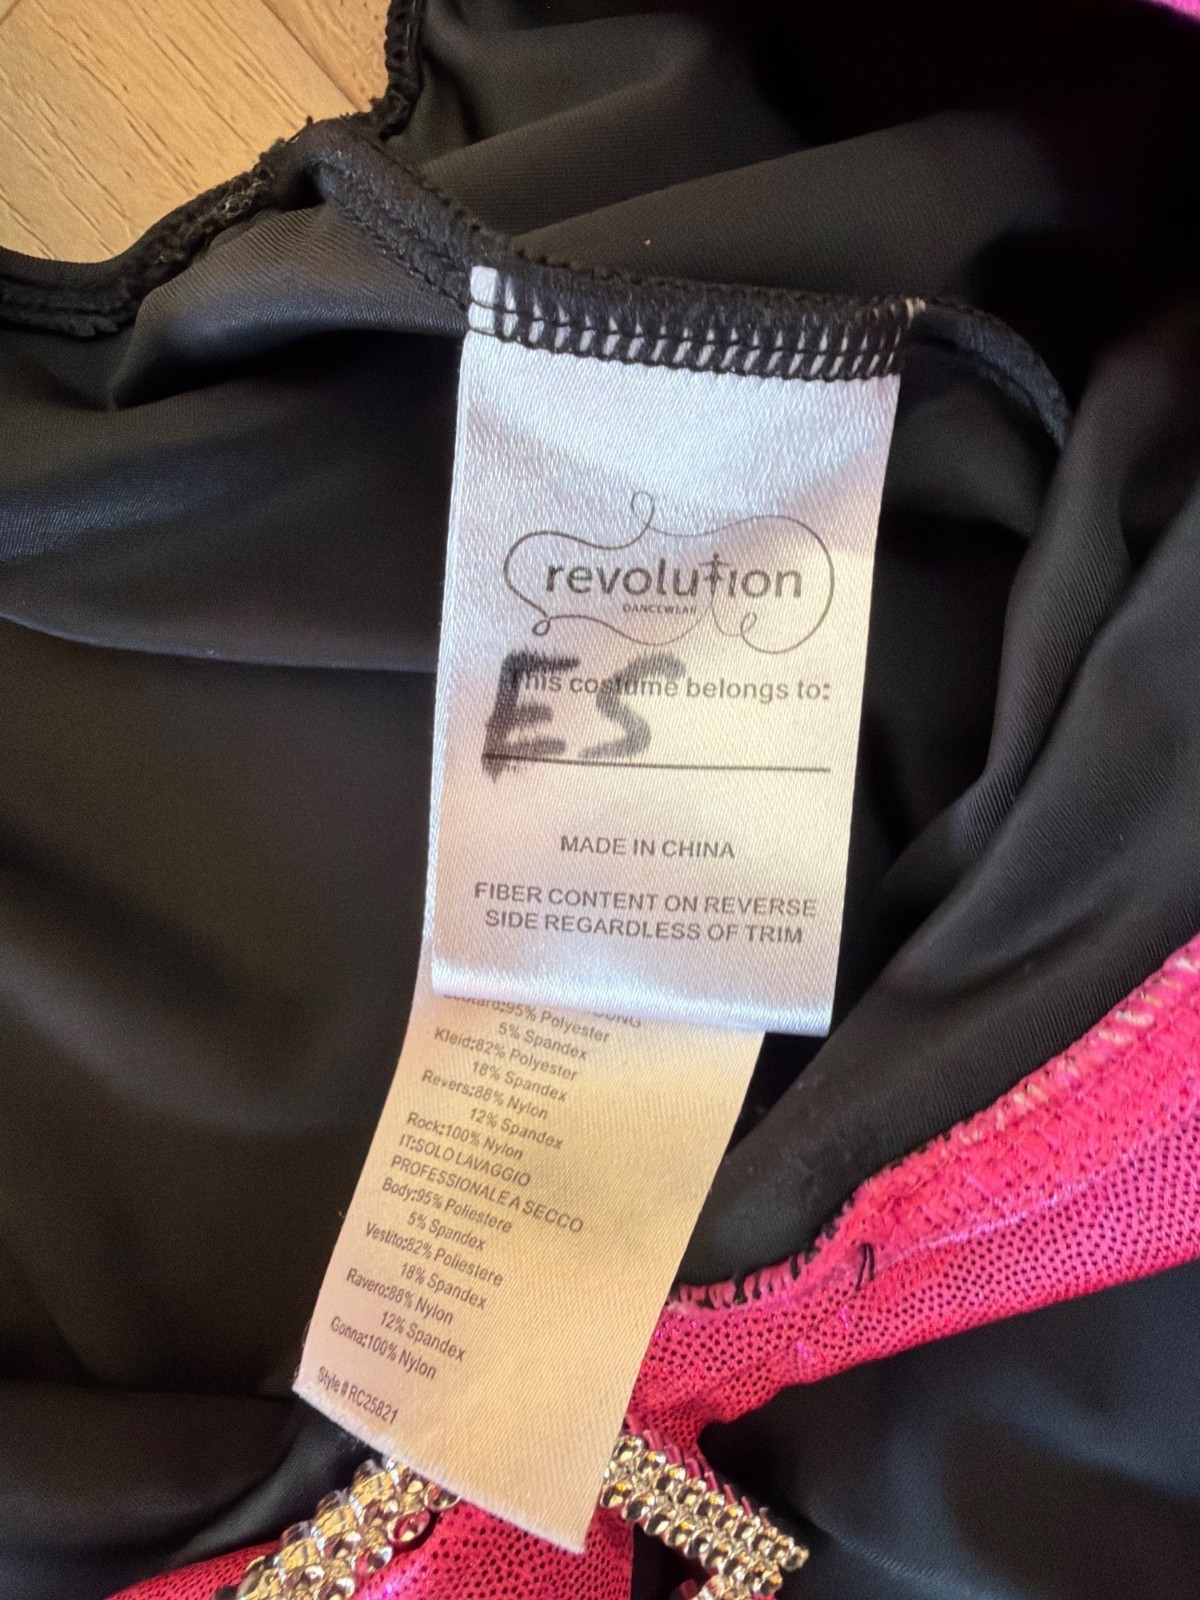 revolution
DANCEWEAR
This costume belongs to:
ES
MADE IN CHINA
FIBER CONTENT ON REVERSE
SIDE REGARDLESS OF TRIM
95% Polyester
5% Spandex
Kleid:82% Polyester
18% Spandex
Revers:88% Nylon
12% Spandex
Rock:100% Nylon
IT:SOLO LAVAGGIO
PROFESSIONALE A SECCO
Body:95% Poliestere
5% Spandex
Vestito:82% Poliestere
18% Spandex
Ravero:88% Nylon
12% Spandex
Gonna:100% Nylon
Style # RC25821